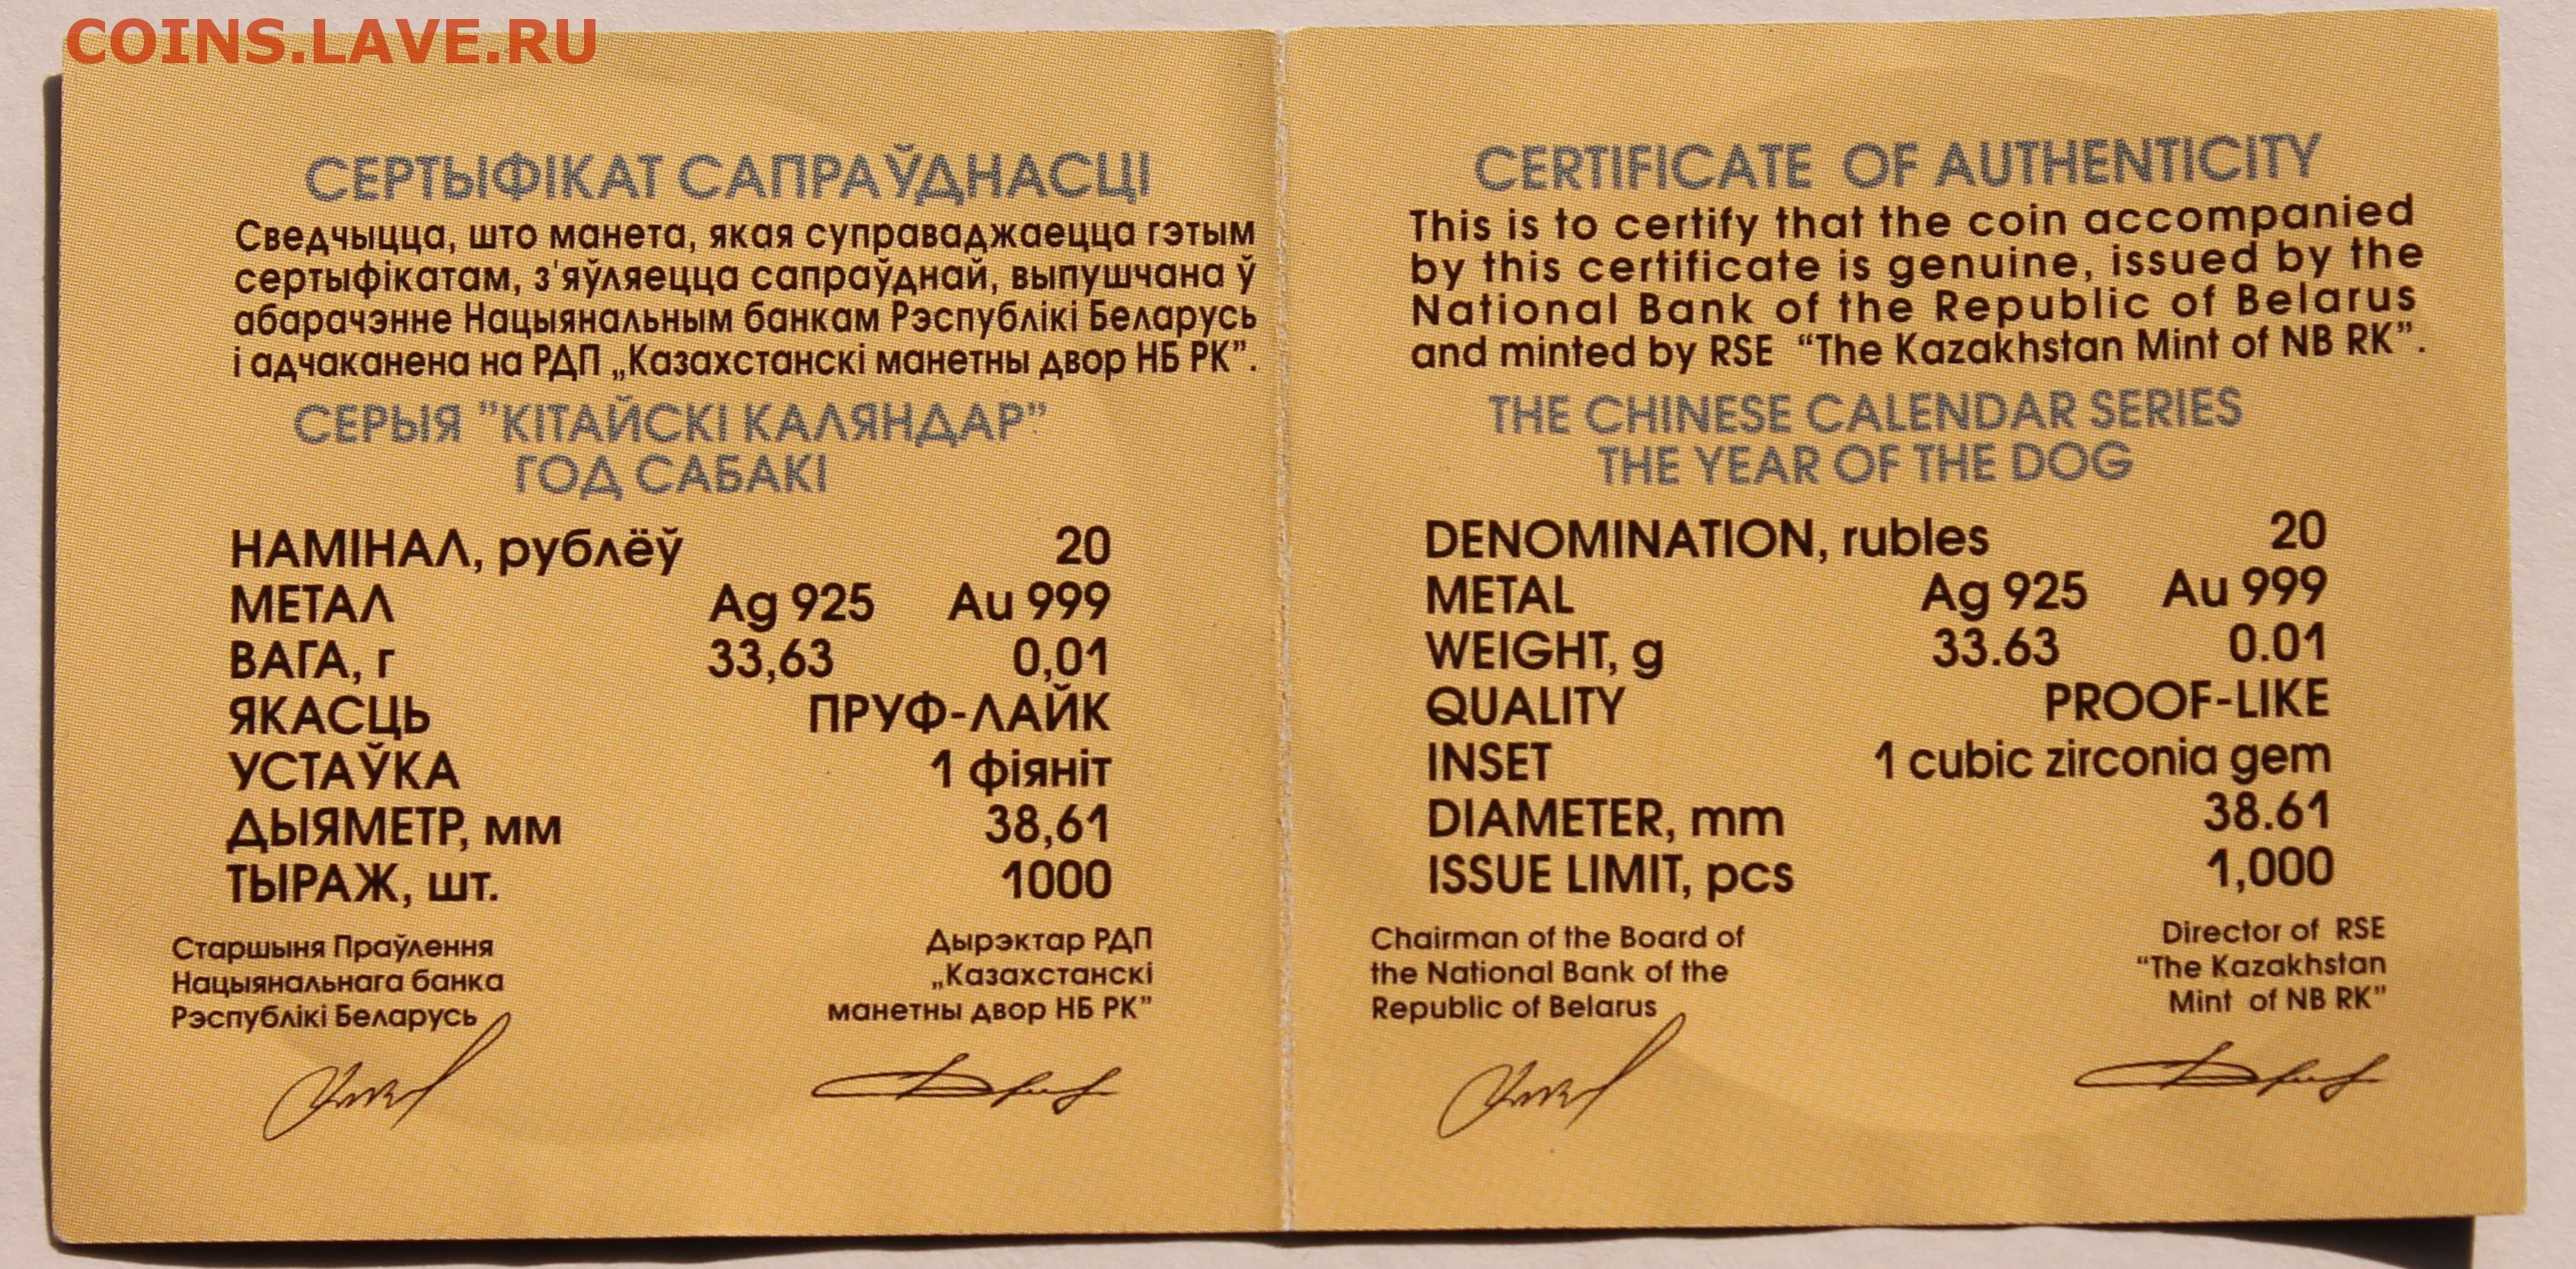 COINS.LAVE.RU
СЕРТЫФІКАТ САПРАЎДНАСЦІ
Сведчыцца, што манета, якая суправаджаецца гэтым
сертыфікатам, з'яўляецца сапраўднай, выпушчана ў
абарачэнне Нацыянальным банкам Рэспублікі Беларусь
і адчаканена на РДП „Казахстанскі манетны двор НБ РК”.
СЕРЫЯ ”КІТАЙСКІ КАЛЯНДАР”
ГОД САБАКІ
НАМІНАЛ, рублёў 20
МЕТАЛ Ag 925 Au 999
ВАГА, г 33,63 0,01
ЯКАСЦЬ ПРУФ-ЛАЙК
УСТАЎКА 1 фіяніт
ДЫЯМЕТР, мм 38,61
ТЫРАЖ, шт. 1000
Старшыня Праўлення
Нацыянальнага банка
Рэспублікі Беларусь
Дырэктар РДП
„Казахстанскі
манетны двор НБ РК”
CERTIFICATE OF AUTHENTICITY
This is to certify that the coin accompanied
by this certificate is genuine, issued by the
National Bank of the Republic of Belarus
and minted by RSE “The Kazakhstan Mint of NB RK”.
THE CHINESE CALENDAR SERIES
THE YEAR OF THE DOG
DENOMINATION, rubles 20
METAL Ag 925 Au 999
WEIGHT, g 33.63 0.01
QUALITY PROOF-LIKE
INSET 1 cubic zirconia gem
DIAMETER, mm 38.61
ISSUE LIMIT, pcs 1,000
Chairman of the Board of
the National Bank of the
Republic of Belarus
Director of RSE
“The Kazakhstan
Mint of NB RK”